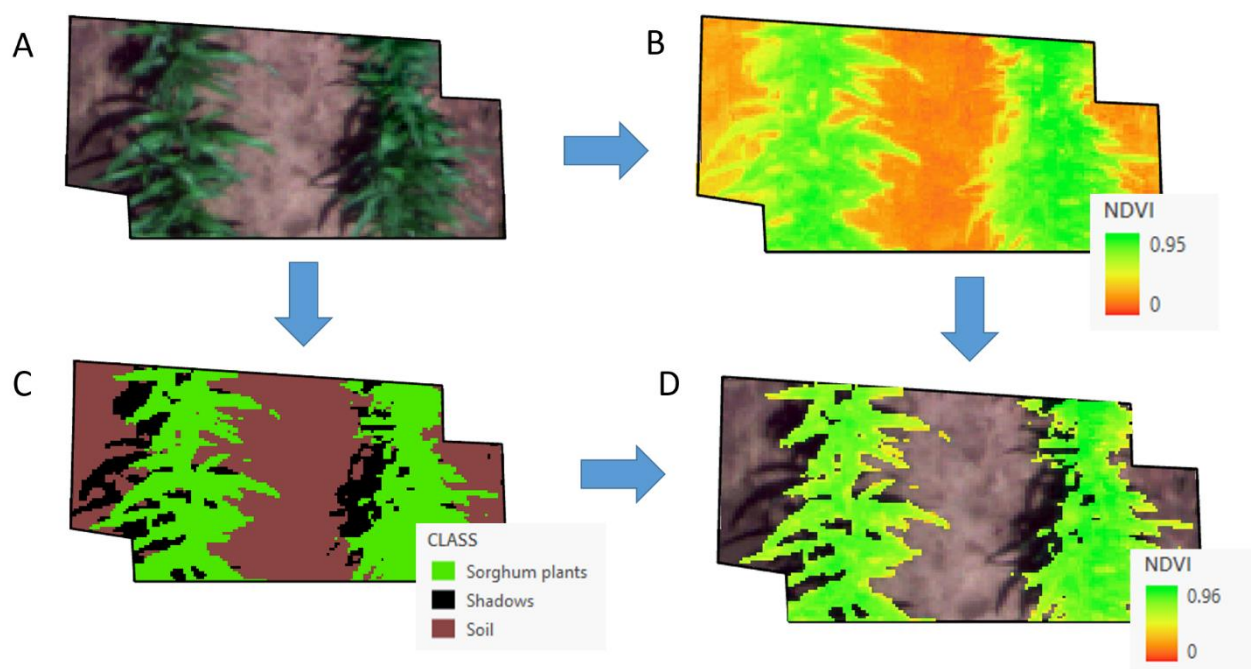 A
B
NDVI
0.95
0
C
CLASS
Sorghum plants
Shadows
Soil
D
NDVI
0.96
0